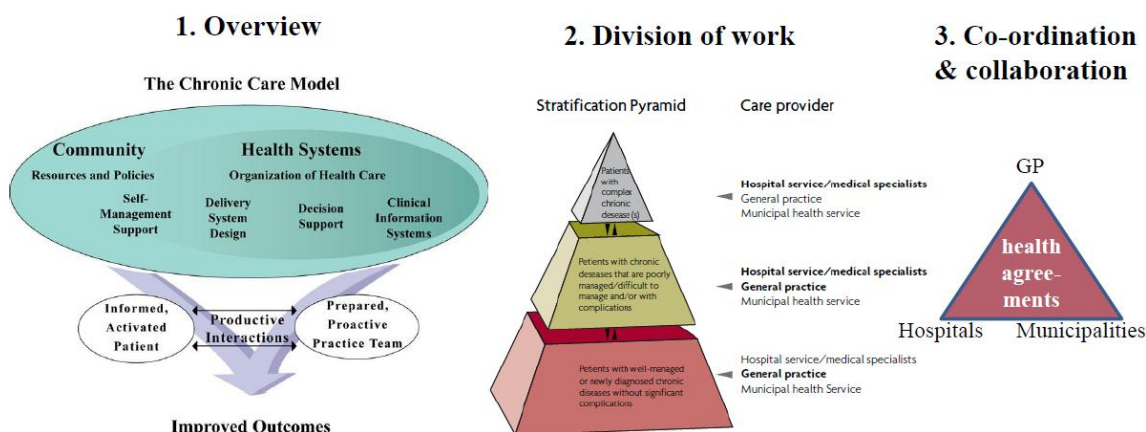 1. Overview
The Chronic Care Model
Community
Resources and Policies
Health Systems
Organization of Health Care
Self-
Management
Support
Delivery
System
Design
Decision
Support
Clinical
Information
Systems
Informed,
Activated
Patient
Productive
Interactions
Prepared,
Proactive
Practice Team
Improved Outcomes
2. Division of work
Stratification Pyramid
Care provider
Patients
with
complex
chronic
desease(s)
Hospital service/medical specialists
General practice
Municipal health service
Patients with chronic
deseases that are poorly
managed/difficult to
manage and/or with
complications
Hospital service/medical specialists
General practice
Municipal health service
Patients with well-managed
or newly diagnosed chronic
diseases without significant
complications
Hospital service/medical specialists
General practice
Municipal health Service
3. Co-ordination
& collaboration
GP
health
agree-
ments
Hospitals
Municipalities